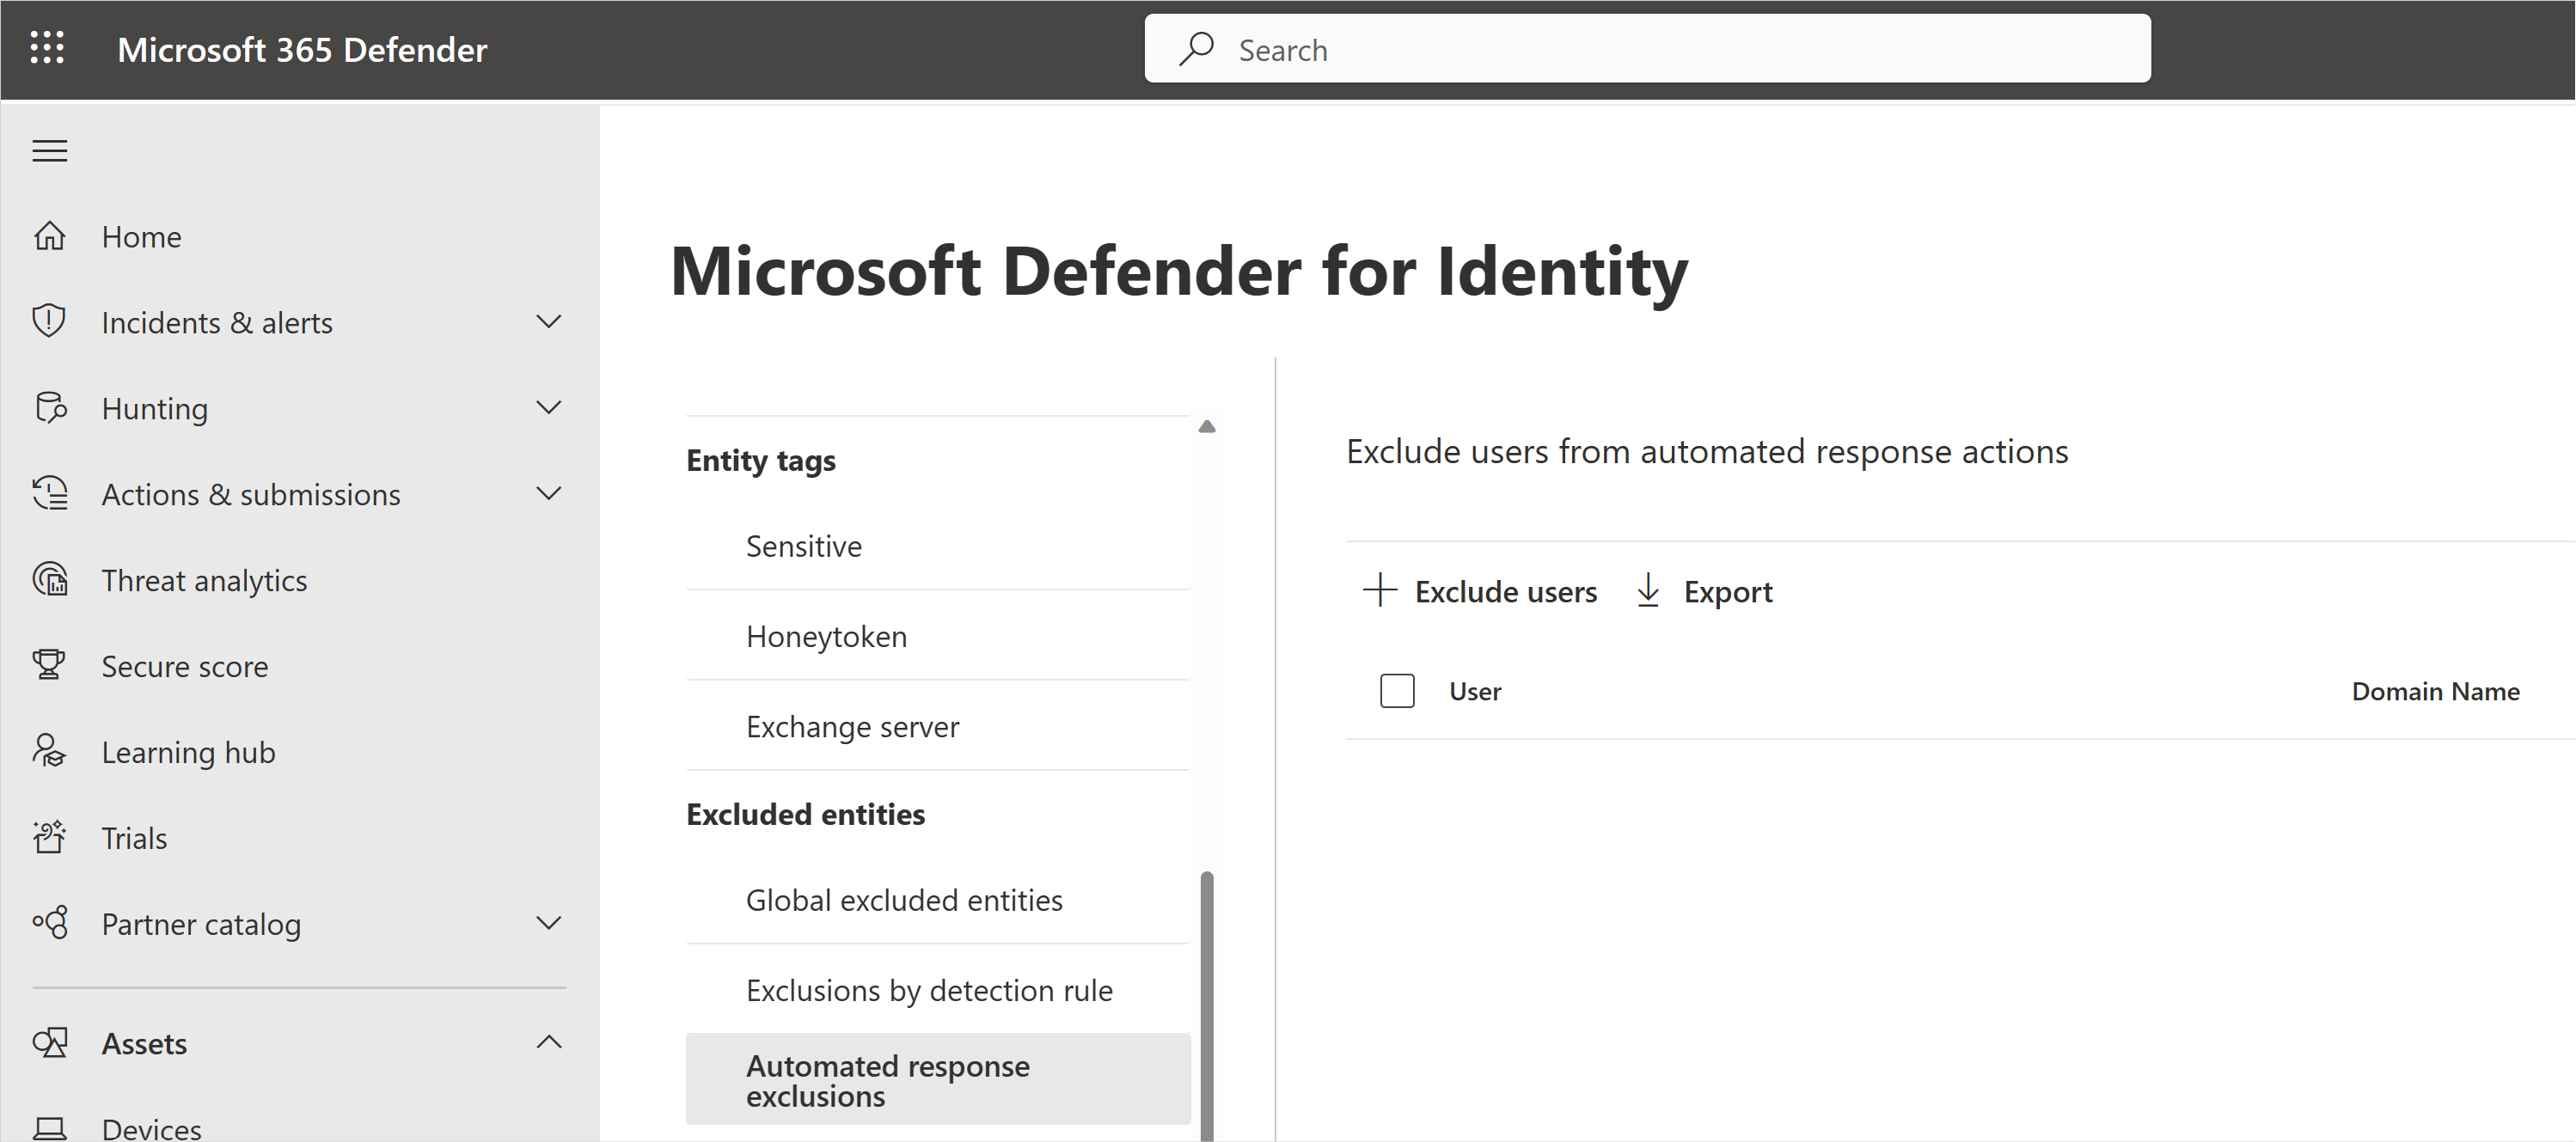 Microsoft 365 Defender
Search
Home
Incidents & alerts
Hunting
Actions & submissions
Threat analytics
Secure score
Learning hub
Trials
Partner catalog
Assets
Devices
Microsoft Defender for Identity
Entity tags
Sensitive
Honeytoken
Exchange server
Excluded entities
Global excluded entities
Exclusions by detection rule
Automated response
exclusions
Exclude users from automated response actions
Exclude users Export
User Domain Name